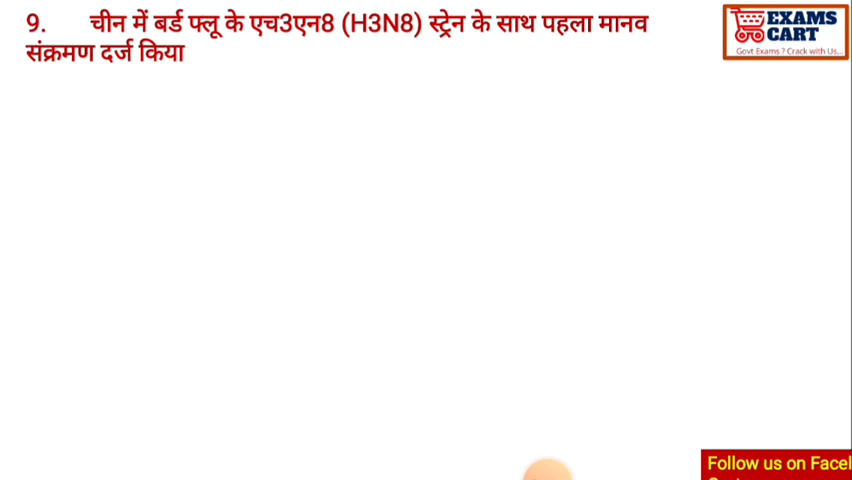 9. चीन में बर्ड फ्लू के एच3एन8 (H3N8) स्ट्रेन के साथ पहला मानव
संक्रमण दर्ज किया
EXAMS
CART
Govt Exams ? Crack with Us...
Follow us on Facel